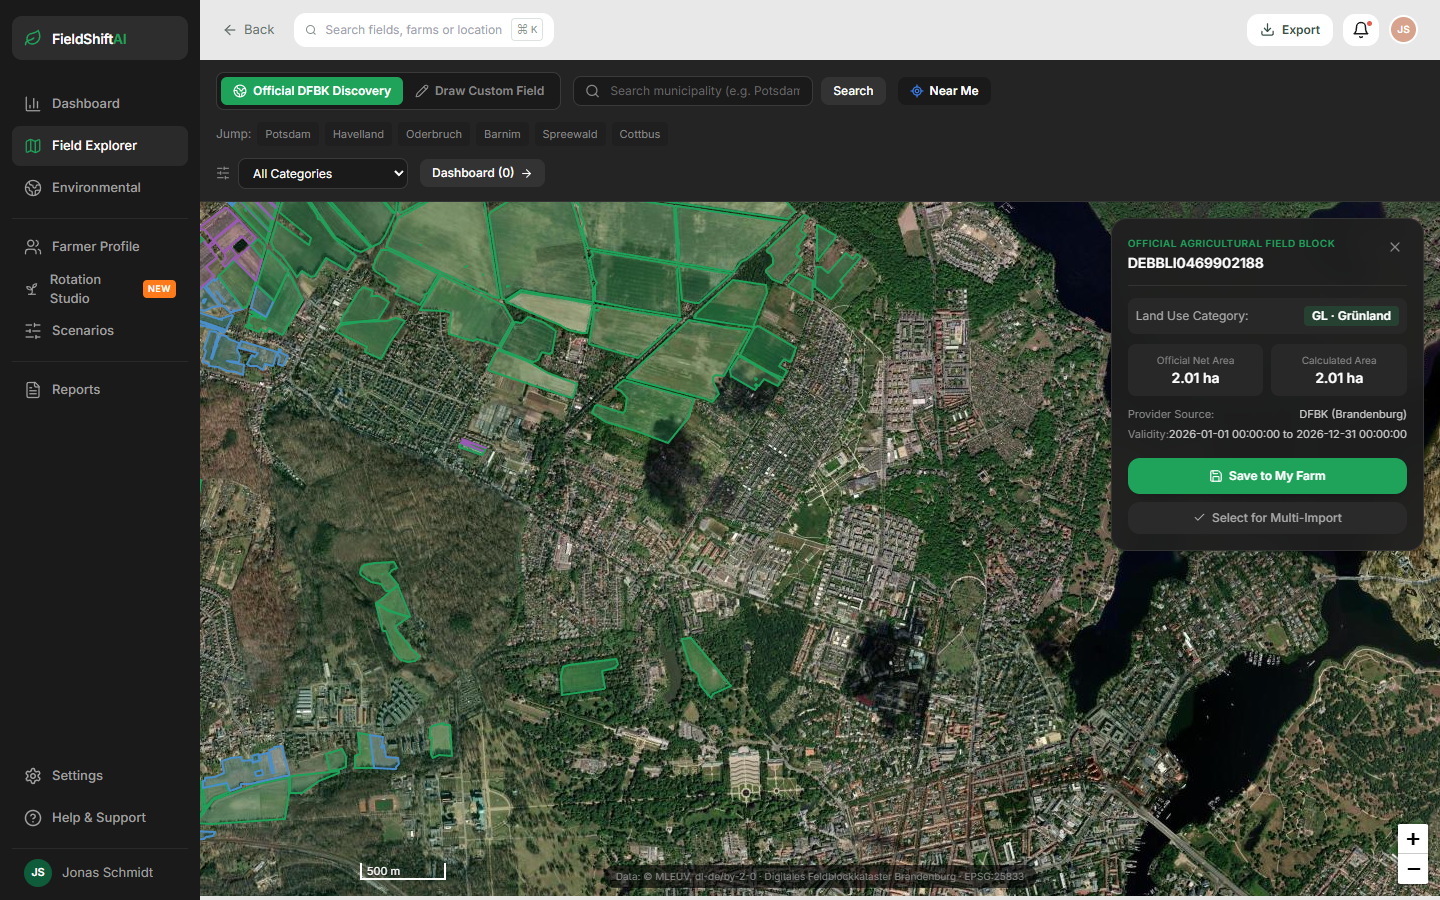 FieldShiftAI
Dashboard
Field Explorer
Environmental
Farmer Profile
Rotation Studio
NEW
Scenarios
Reports
Settings
Help & Support
JS
Jonas Schmidt
Back
Search fields, farms or location
⌘ K
Export
JS
Official DFBK Discovery
Draw Custom Field
Search municipality (e.g. Potsdam
Search
Near Me
Jump:
Potsdam
Havelland
Oderbruch
Barnim
Spreewald
Cottbus
All Categories
Dashboard (0) →
OFFICIAL AGRICULTURAL FIELD BLOCK
DEBBLI0469902188
Land Use Category:
GL · Grünland
Official Net Area
2.01 ha
Calculated Area
2.01 ha
Provider Source:
DFBK (Brandenburg)
Validity:2026-01-01 00:00:00 to 2026-12-31 00:00:00
Save to My Farm
Select for Multi-Import
+
−
500 m
Data: © MLEUV, dl-de/by-2-0 · Digitales Feldblockkataster Brandenburg · EPSG:25833